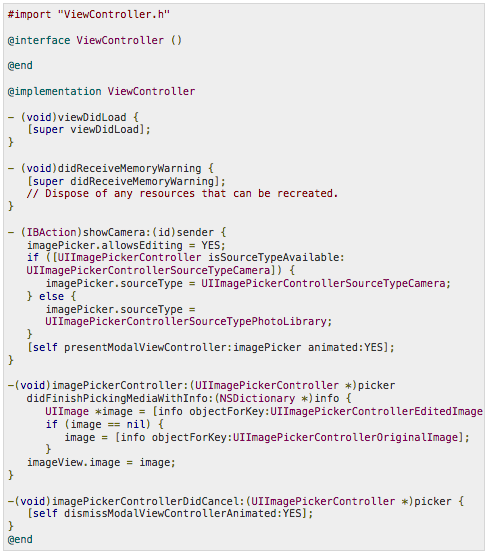 #import "ViewController.h"
@interface ViewController ()
@end
@implementation ViewController
- (void)viewDidLoad {
[super viewDidLoad];
}
- (void)didReceiveMemoryWarning {
[super didReceiveMemoryWarning];
// Dispose of any resources that can be recreated.
}
- (IBAction)showCamera:(id)sender {
imagePicker.allowsEditing = YES;
if ([UIImagePickerController isSourceTypeAvailable:
UIImagePickerControllerSourceTypeCamera]) {
imagePicker.sourceType = UIImagePickerControllerSourceTypeCamera;
} else {
imagePicker.sourceType =
UIImagePickerControllerSourceTypePhotoLibrary;
}
[self presentModalViewController:imagePicker animated:YES];
}
-(void)imagePickerController:(UIImagePickerController *)picker
didFinishPickingMediaWithInfo:(NSDictionary *)info {
UIImage *image = [info objectForKey:UIImagePickerControllerEditedImage
if (image == nil) {
image = [info objectForKey:UIImagePickerControllerOriginalImage];
}
imageView.image = image;
}
-(void)imagePickerControllerDidCancel:(UIImagePickerController *)picker {
[self dismissModalViewControllerAnimated:YES];
}
@end